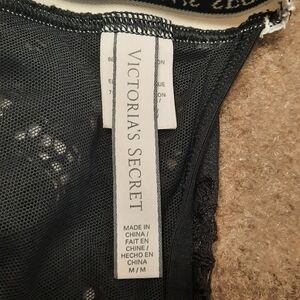 VICTORIA'S SECRET
MADE IN
CHINA /
FAIT EN
CHINE /
HECHO EN
CHINA
M / M